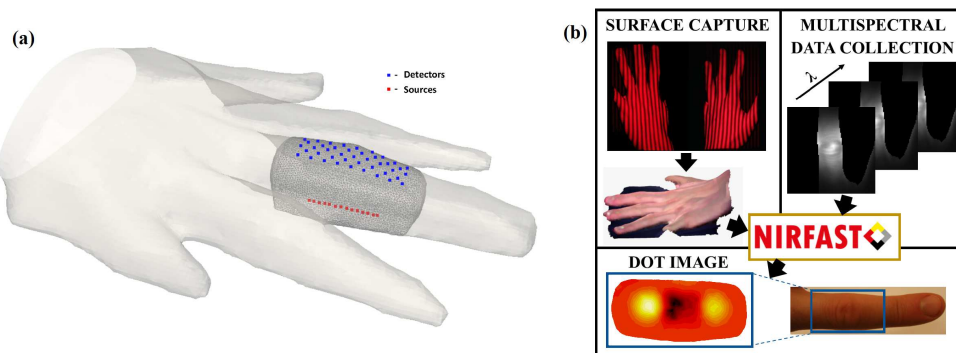 (a)
- Detectors
- Sources
(b)
SURFACE CAPTURE
MULTISPECTRAL
DATA COLLECTION
λ
NIRFAST
DOT IMAGE